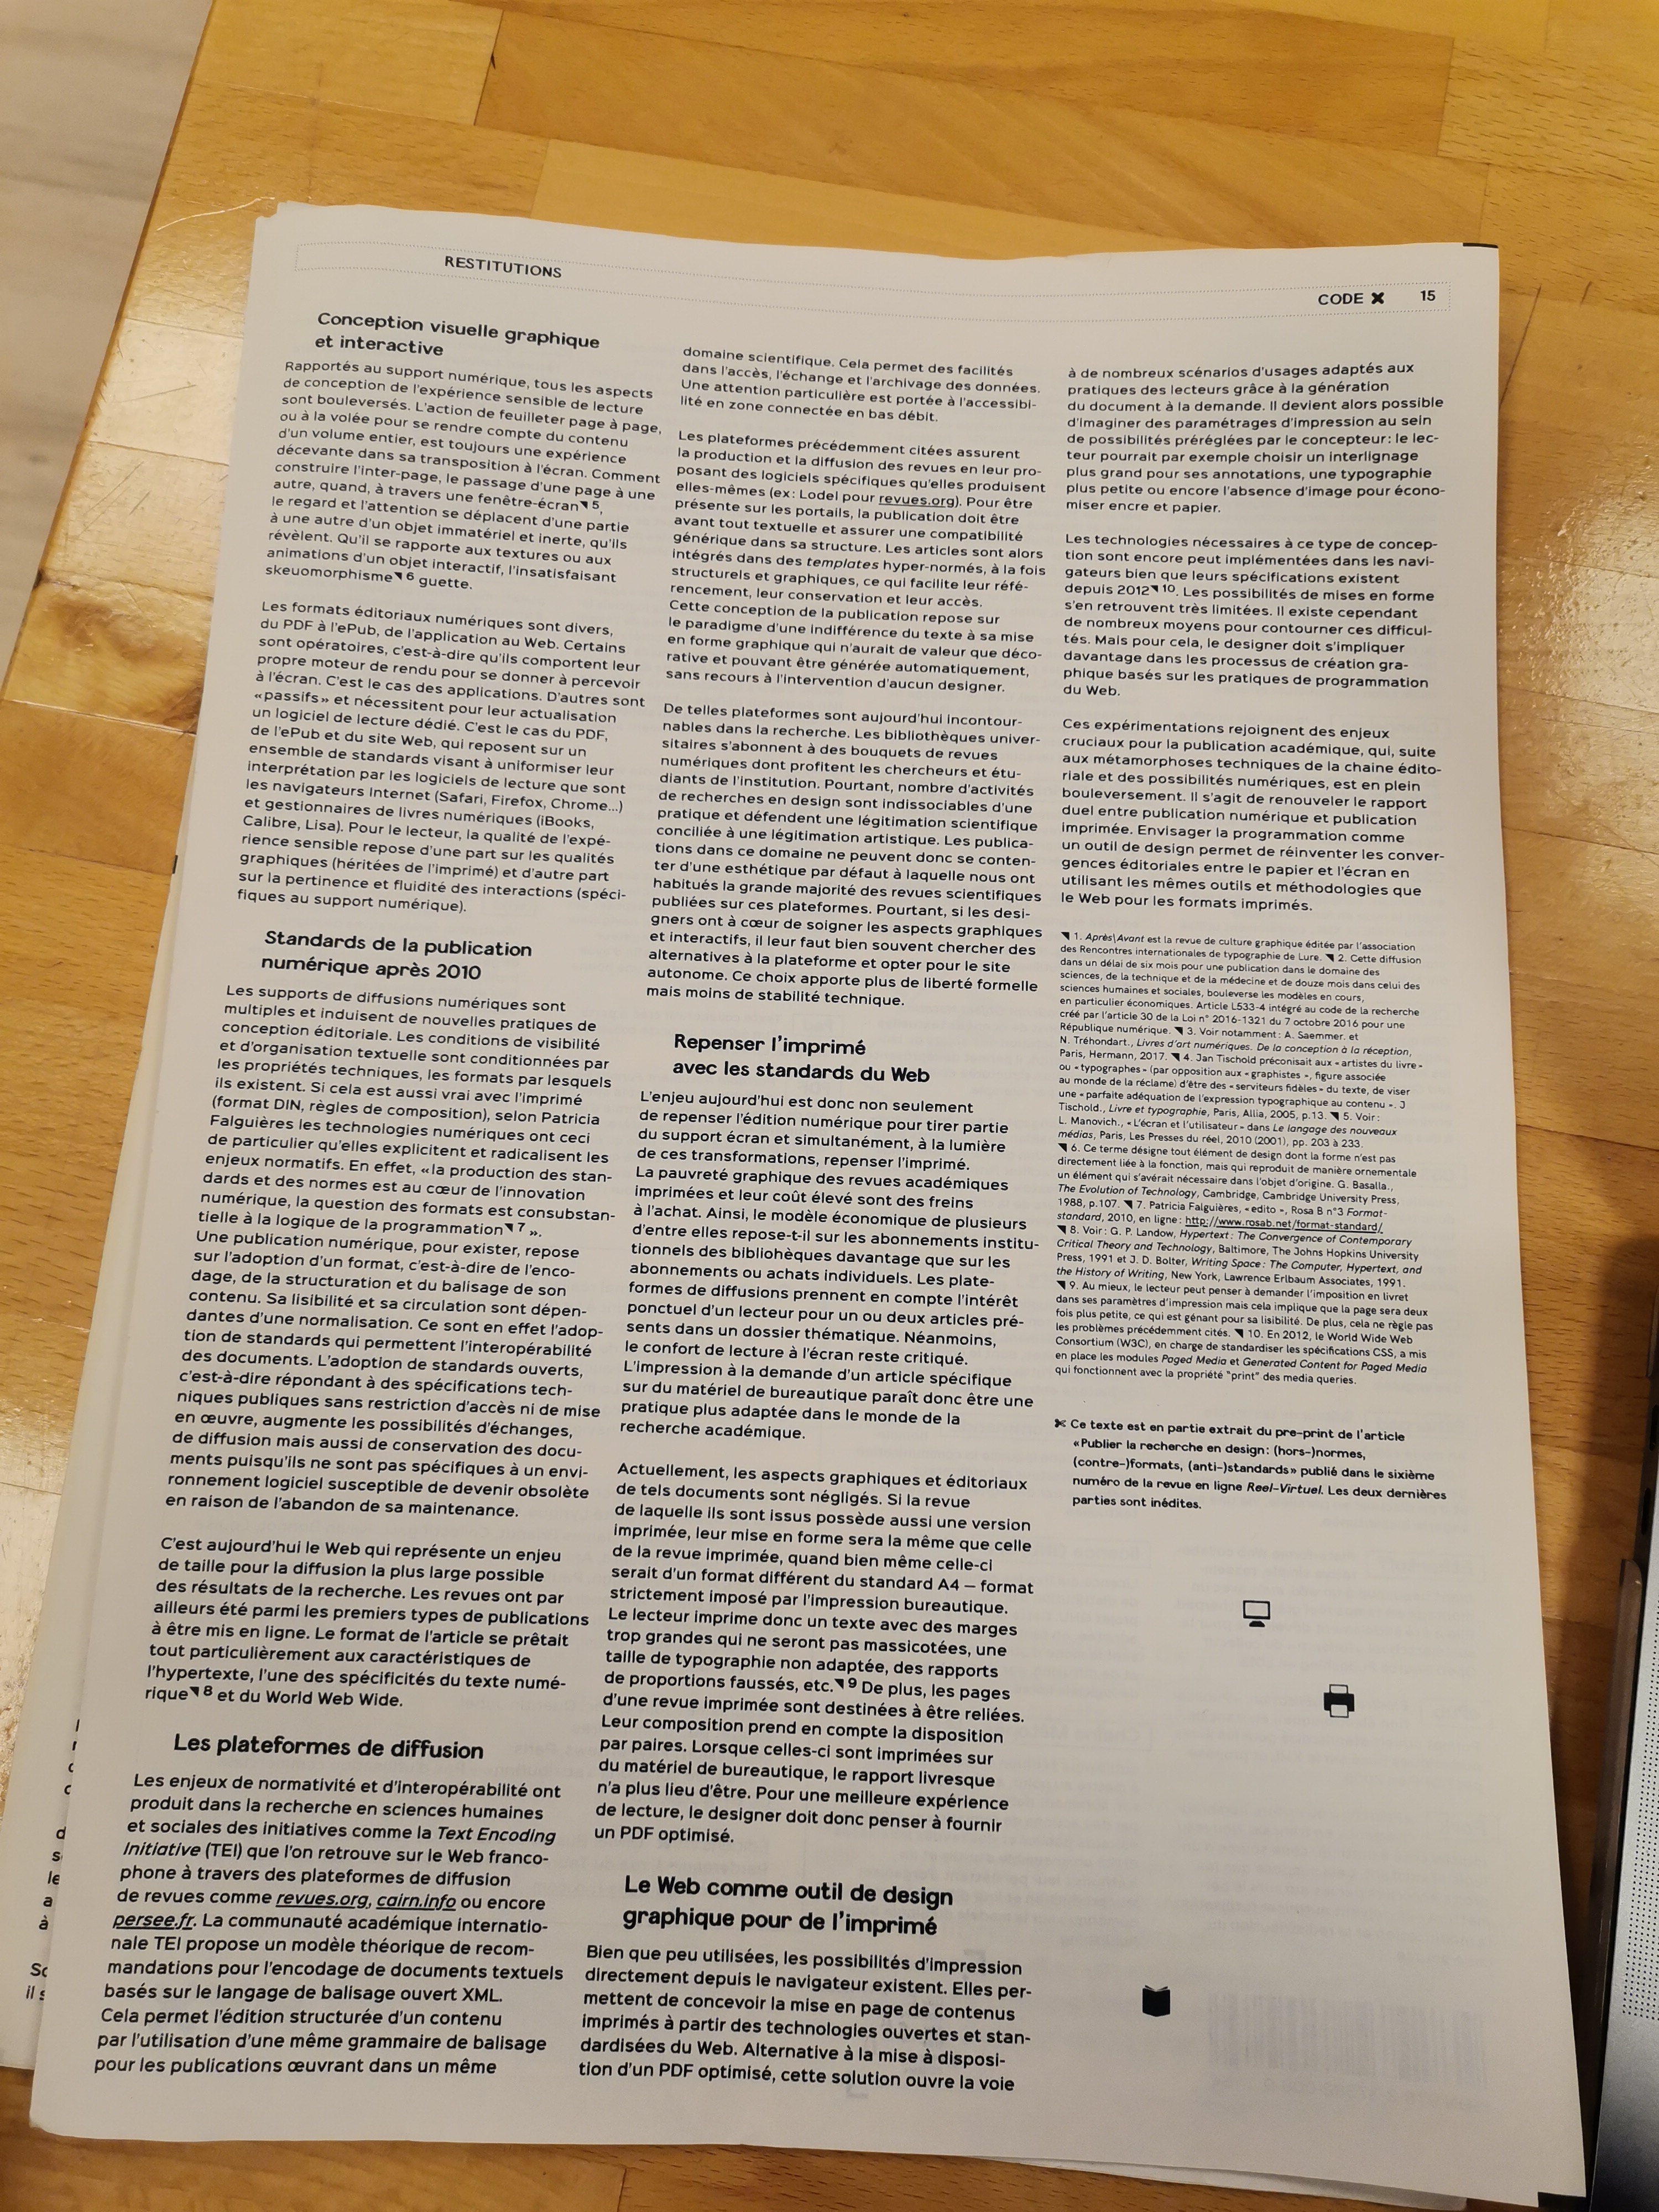 RESTITUTIONS
CODE ✖ 15
Conception visuelle graphique
et interactive
Rapportés au support numérique, tous les aspects
de conception de l'expérience sensible de lecture
sont bouleversés. L'action de feuilleter page à page,
ou à la volée pour se rendre compte du contenu
d'un volume entier, est toujours une expérience
décevante dans sa transposition à l'écran. Comment
construire l'inter-page, le passage d'une page à une
autre, quand, à travers une fenêtre-écran◥5,
le regard et l'attention se déplacent d'une partie
à une autre d'un objet immatériel et inerte, qu'ils
révèlent. Qu'il se rapporte aux textures ou aux
animations d'un objet interactif, l'insatisfaisant
skeuomorphisme◥6 guette.
Les formats éditoriaux numériques sont divers,
du PDF à l'ePub, de l'application au Web. Certains
sont opératoires, c'est-à-dire qu'ils comportent leur
propre moteur de rendu pour se donner à percevoir
à l'écran. C'est le cas des applications. D'autres sont
«passifs» et nécessitent pour leur actualisation
un logiciel de lecture dédié. C'est le cas du PDF,
de l'ePub et du site Web, qui reposent sur un
ensemble de standards visant à uniformiser leur
interprétation par les logiciels de lecture que sont
les navigateurs Internet (Safari, Firefox, Chrome...)
et gestionnaires de livres numériques (iBooks,
Calibre, Lisa). Pour le lecteur, la qualité de l'expé-
rience sensible repose d'une part sur les qualités
graphiques (héritées de l'imprimé) et d'autre part
sur la pertinence et fluidité des interactions (spéci-
fiques au support numérique).
Standards de la publication
numérique après 2010
Les supports de diffusions numériques sont
multiples et induisent de nouvelles pratiques de
conception éditoriale. Les conditions de visibilité
et d'organisation textuelle sont conditionnées par
les propriétés techniques, les formats par lesquels
ils existent. Si cela est aussi vrai avec l'imprimé
(format DIN, règles de composition), selon Patricia
Falguières les technologies numériques ont ceci
de particulier qu'elles explicitent et radicalisent les
enjeux normatifs. En effet, «la production des stan-
dards et des normes est au cœur de l'innovation
numérique, la question des formats est consubstan-
tielle à la logique de la programmation◥7».
Une publication numérique, pour exister, repose
sur l'adoption d'un format, c'est-à-dire de l'enco-
dage, de la structuration et du balisage de son
contenu. Sa lisibilité et sa circulation sont dépen-
dantes d'une normalisation. Ce sont en effet l'adop-
tion de standards qui permettent l'interopérabilité
des documents. L'adoption de standards ouverts,
c'est-à-dire répondant à des spécifications tech-
niques publiques sans restriction d'accès ni de mise
en œuvre, augmente les possibilités d'échanges,
de diffusion mais aussi de conservation des docu-
ments puisqu'ils ne sont pas spécifiques à un envi-
ronnement logiciel susceptible de devenir obsolète
en raison de l'abandon de sa maintenance.
C'est aujourd'hui le Web qui représente un enjeu
de taille pour la diffusion la plus large possible
des résultats de la recherche. Les revues ont par
ailleurs été parmi les premiers types de publications
à être mis en ligne. Le format de l'article se prêtait
tout particulièrement aux caractéristiques de
l'hypertexte, l'une des spécificités du texte numé-
rique◥8 et du World Web Wide.
Les plateformes de diffusion
Les enjeux de normativité et d'interopérabilité ont
produit dans la recherche en sciences humaines
et sociales des initiatives comme la Text Encoding
Initiative (TEI) que l'on retrouve sur le Web franco-
phone à travers des plateformes de diffusion
de revues comme revues.org, cairn.info ou encore
persee.fr. La communauté académique internatio-
nale TEI propose un modèle théorique de recom-
mandations pour l'encodage de documents textuels
basés sur le langage de balisage ouvert XML.
Cela permet l'édition structurée d'un contenu
par l'utilisation d'une même grammaire de balisage
pour les publications œuvrant dans un même
domaine scientifique. Cela permet des facilités
dans l'accès, l'échange et l'archivage des données.
Une attention particulière est portée à l'accessibi-
lité en zone connectée en bas débit.
Les plateformes précédemment citées assurent
la production et la diffusion des revues en leur pro-
posant des logiciels spécifiques qu'elles produisent
elles-mêmes (ex: Lodel pour revues.org). Pour être
présente sur les portails, la publication doit être
avant tout textuelle et assurer une compatibilité
générique dans sa structure. Les articles sont alors
intégrés dans des templates hyper-normés, à la fois
structurels et graphiques, ce qui facilite leur réfé-
rencement, leur conservation et leur accès.
Cette conception de la publication repose sur
le paradigme d'une indifférence du texte à sa mise
en forme graphique qui n'aurait de valeur que déco-
rative et pouvant être générée automatiquement,
sans recours à l'intervention d'aucun designer.
De telles plateformes sont aujourd'hui incontour-
nables dans la recherche. Les bibliothèques univer-
sitaires s'abonnent à des bouquets de revues
numériques dont profitent les chercheurs et étu-
diants de l'institution. Pourtant, nombre d'activités
de recherches en design sont indissociables d'une
pratique et défendent une légitimation scientifique
conciliée à une légitimation artistique. Les publica-
tions dans ce domaine ne peuvent donc se conten-
ter d'une esthétique par défaut à laquelle nous ont
habitués la grande majorité des revues scientifiques
publiées sur ces plateformes. Pourtant, si les desi-
gners ont à cœur de soigner les aspects graphiques
et interactifs, il leur faut bien souvent chercher des
alternatives à la plateforme et opter pour le site
autonome. Ce choix apporte plus de liberté formelle
mais moins de stabilité technique.
Repenser l'imprimé
avec les standards du Web
L'enjeu aujourd'hui est donc non seulement
de repenser l'édition numérique pour tirer partie
du support écran et simultanément, à la lumière
de ces transformations, repenser l'imprimé.
La pauvreté graphique des revues académiques
imprimées et leur coût élevé sont des freins
à l'achat. Ainsi, le modèle économique de plusieurs
d'entre elles repose-t-il sur les abonnements institu-
tionnels des bibliohèques davantage que sur les
abonnements ou achats individuels. Les plate-
formes de diffusions prennent en compte l'intérêt
ponctuel d'un lecteur pour un ou deux articles pré-
sents dans un dossier thématique. Néanmoins,
le confort de lecture à l'écran reste critiqué.
L'impression à la demande d'un article spécifique
sur du matériel de bureautique paraît donc être une
pratique plus adaptée dans le monde de la
recherche académique.
Actuellement, les aspects graphiques et éditoriaux
de tels documents sont négligés. Si la revue
de laquelle ils sont issus possède aussi une version
imprimée, leur mise en forme sera la même que celle
de la revue imprimée, quand bien même celle-ci
serait d'un format différent du standard A4 – format
strictement imposé par l'impression bureautique.
Le lecteur imprime donc un texte avec des marges
trop grandes qui ne seront pas massicotées, une
taille de typographie non adaptée, des rapports
de proportions faussés, etc.◥9 De plus, les pages
d'une revue imprimée sont destinées à être reliées.
Leur composition prend en compte la disposition
par paires. Lorsque celles-ci sont imprimées sur
du matériel de bureautique, le rapport livresque
n'a plus lieu d'être. Pour une meilleure expérience
de lecture, le designer doit donc penser à fournir
un PDF optimisé.
Le Web comme outil de design
graphique pour de l'imprimé
Bien que peu utilisées, les possibilités d'impression
directement depuis le navigateur existent. Elles per-
mettent de concevoir la mise en page de contenus
imprimés à partir des technologies ouvertes et stan-
dardisées du Web. Alternative à la mise à disposi-
tion d'un PDF optimisé, cette solution ouvre la voie
à de nombreux scénarios d'usages adaptés aux
pratiques des lecteurs grâce à la génération
du document à la demande. Il devient alors possible
d'imaginer des paramétrages d'impression au sein
de possibilités préréglées par le concepteur: le lec-
teur pourrait par exemple choisir un interlignage
plus grand pour ses annotations, une typographie
plus petite ou encore l'absence d'image pour écono-
miser encre et papier.
Les technologies nécessaires à ce type de concep-
tion sont encore peut implémentées dans les navi-
gateurs bien que leurs spécifications existent
depuis 2012◥10. Les possibilités de mises en forme
s'en retrouvent très limitées. Il existe cependant
de nombreux moyens pour contourner ces difficul-
tés. Mais pour cela, le designer doit s'impliquer
davantage dans les processus de création gra-
phique basés sur les pratiques de programmation
du Web.
Ces expérimentations rejoignent des enjeux
cruciaux pour la publication académique, qui, suite
aux métamorphoses techniques de la chaine édito-
riale et des possibilités numériques, est en plein
bouleversement. Il s'agit de renouveler le rapport
duel entre publication numérique et publication
imprimée. Envisager la programmation comme
un outil de design permet de réinventer les conver-
gences éditoriales entre le papier et l'écran en
utilisant les mêmes outils et méthodologies que
le Web pour les formats imprimés.
◥ 1. Après\Avant est la revue de culture graphique éditée par l'association
des Rencontres internationales de typographie de Lure. ◥ 2. Cette diffusion
dans un délai de six mois pour une publication dans le domaine des
sciences, de la technique et de la médecine et de douze mois dans celui des
sciences humaines et sociales, bouleverse les modèles en cours,
en particulier économiques. Article L533-4 intégré au code de la recherche
créé par l'article 30 de la Loi n° 2016-1321 du 7 octobre 2016 pour une
République numérique. ◥ 3. Voir notamment: A. Saemmer. et
N. Tréhondart., Livres d'art numériques. De la conception à la réception,
Paris, Hermann, 2017. ◥ 4. Jan Tischold préconisait aux «artistes du livre»
ou «typographes» (par opposition aux «graphistes», figure associée
au monde de la réclame) d'être des «serviteurs fidèles» du texte, de viser
une «parfaite adéquation de l'expression typographique au contenu». J
Tischold., Livre et typographie, Paris, Allia, 2005, p.13. ◥ 5. Voir:
L. Manovich., «L'écran et l'utilisateur» dans Le langage des nouveaux
médias, Paris, Les Presses du réel, 2010 (2001), pp. 203 à 233.
◥ 6. Ce terme désigne tout élément de design dont la forme n'est pas
directement liée à la fonction, mais qui reproduit de manière ornementale
un élément qui s'avérait nécessaire dans l'objet d'origine. G. Basalla.,
The Evolution of Technology, Cambridge, Cambridge University Press,
1988, p.107. ◥ 7. Patricia Falguières, «edito», Rosa B n°3 Format-
standard, 2010, en ligne: http://www.rosab.net/format-standard/
◥ 8. Voir: G. P. Landow, Hypertext: The Convergence of Contemporary
Critical Theory and Technology, Baltimore, The Johns Hopkins University
Press, 1991 et J. D. Bolter, Writing Space: The Computer, Hypertext, and
the History of Writing, New York, Lawrence Erlbaum Associates, 1991.
◥ 9. Au mieux, le lecteur peut penser à demander l'imposition en livret
dans ses paramètres d'impression mais cela implique que la page sera deux
fois plus petite, ce qui est gênant pour sa lisibilité. De plus, cela ne règle pas
les problèmes précédemment cités. ◥ 10. En 2012, le World Wide Web
Consortium (W3C), en charge de standardiser les spécifications CSS, a mis
en place les modules Paged Media et Generated Content for Paged Media
qui fonctionnent avec la propriété "print" des media queries.
✂ Ce texte est en partie extrait du pre-print de l'article
«Publier la recherche en design: (hors-)normes,
(contre-)formats, (anti-)standards» publié dans le sixième
numéro de la revue en ligne Reel-Virtuel. Les deux dernières
parties sont inédites.